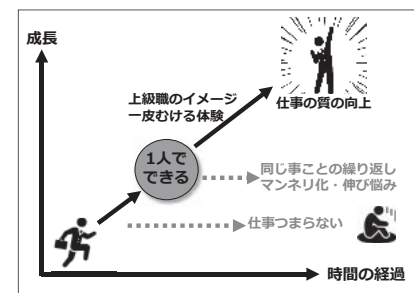 成長
上級職のイメージ
一皮むける体験
仕事の質の向上
1人で
できる
同じ事ことの繰り返し
マンネリ化・伸び悩み
仕事つまらない
時間の経過